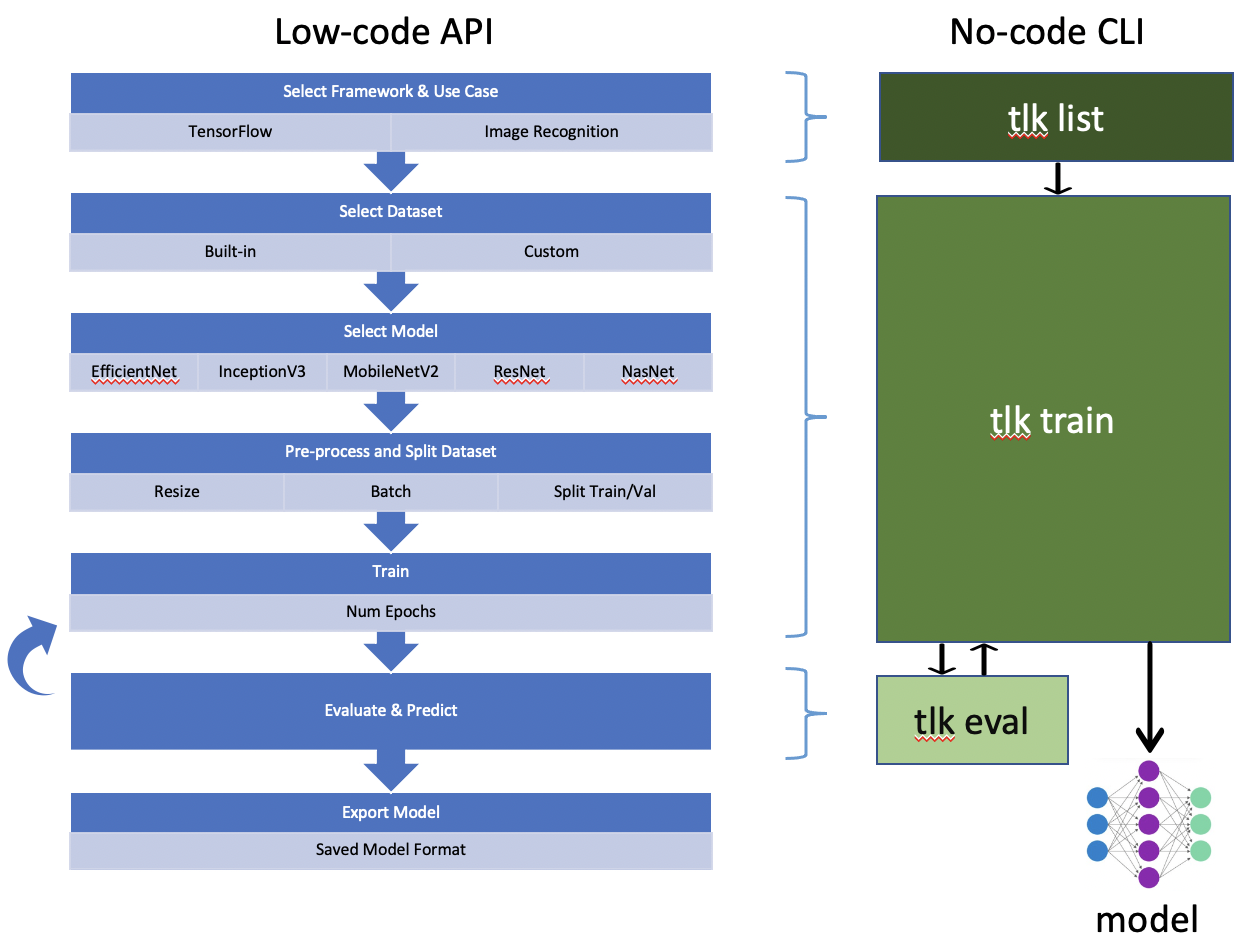 Low-code API
No-code CLI
Select Framework & Use Case
TensorFlow
Image Recognition
Select Dataset
Built-in
Custom
Select Model
EfficientNet
InceptionV3
MobileNetV2
ResNet
NasNet
Pre-process and Split Dataset
Resize
Batch
Split Train/Val
Train
Num Epochs
Evaluate & Predict
Export Model
Saved Model Format
tlk list
tlk train
tlk eval
model